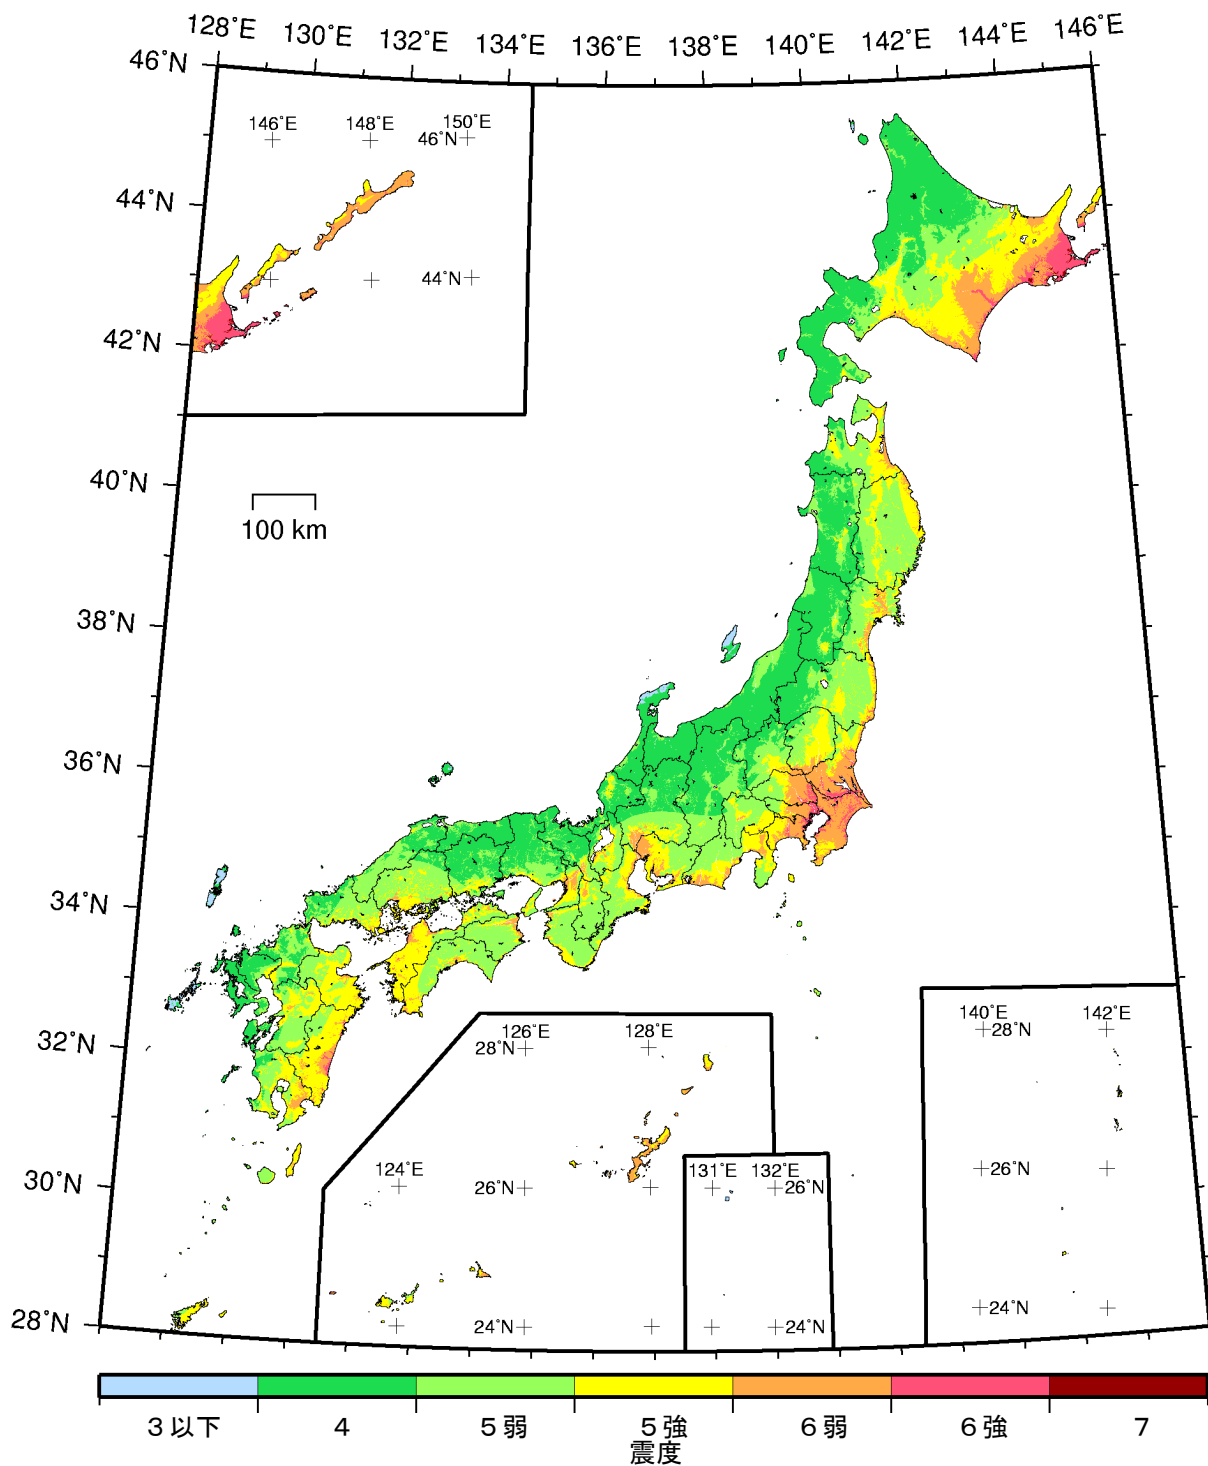 128˚E 130˚E 132˚E 134˚E 136˚E 138˚E 140˚E 142˚E 144˚E 146˚E
46˚N
146˚E 148˚E 150˚E
46˚N
44˚N
44˚N
42˚N
40˚N
100 km
38˚N
36˚N
34˚N
32˚N
126˚E 128˚E
28˚N
140˚E 142˚E
28˚N
124˚E
26˚N
131˚E 132˚E
26˚N
26˚N
30˚N
24˚N
24˚N
24˚N
28˚N
3以下 4 5弱 5強 6弱 6強 7
震度